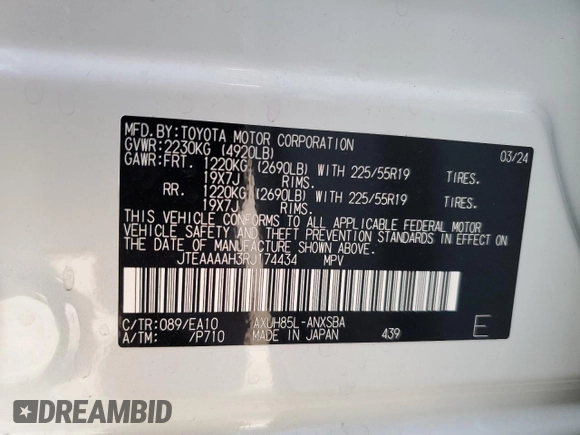 MFD.BY:TOYOTA MOTOR CORPORATION
GVWR:2230KG (4920LB) 03/24
GAWR:FRT. 1220KG (2690LB) WITH 225/55R19 TIRES.
19X7J RIMS.
RR. 1220KG (2690LB) WITH 225/55R19 TIRES.
19X7J RIMS.
THIS VEHICLE CONFORMS TO ALL APPLICABLE FEDERAL MOTOR
VEHICLE SAFETY AND THEFT PREVENTION STANDARDS IN EFFECT ON
THE DATE OF MANUFACTURE SHOWN ABOVE.
JTEAAAAH3RJ174434 MPV
C/TR:089/EA10 AXUH85L-ANXSBA
A/TM: /P710 MADE IN JAPAN 439 E
DREAMBID